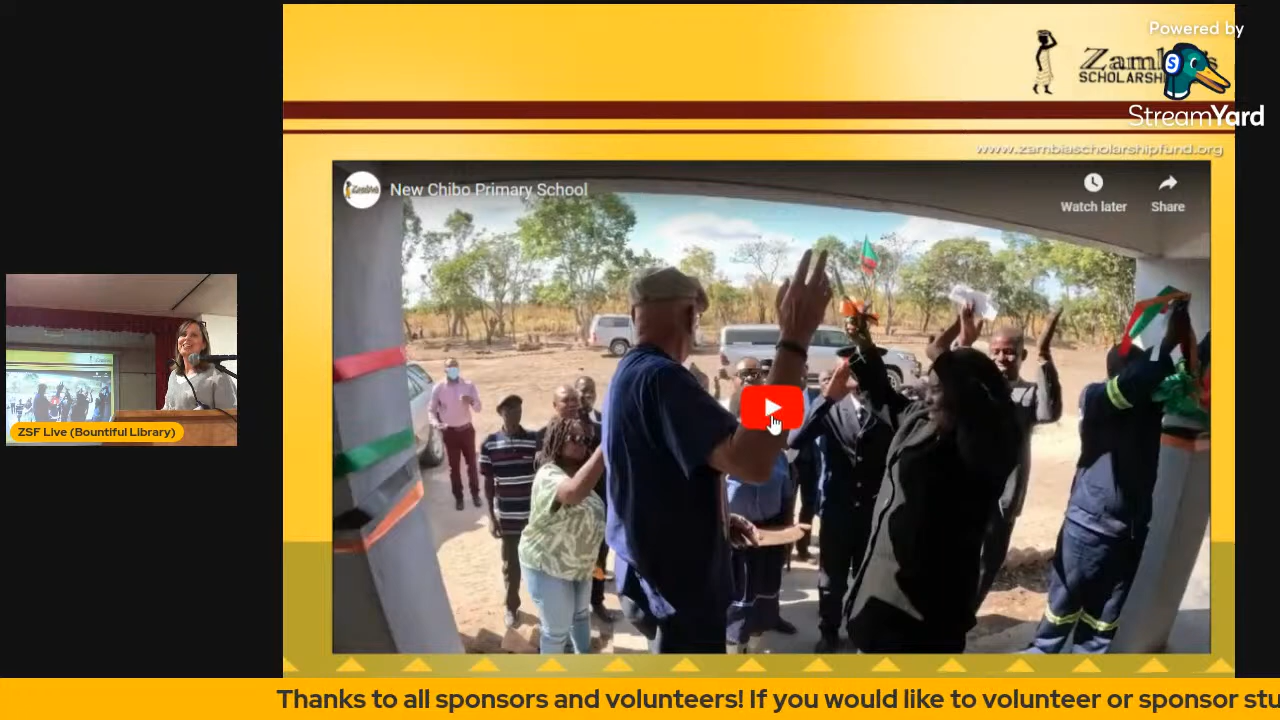 Powered by
StreamYard
SCHOLARSH
www.zambiascholarshipfund.org
New Chibo Primary School
Watch later
Share
ZSF Live (Bountiful Library)
Thanks to all sponsors and volunteers! If you would like to volunteer or sponsor stu